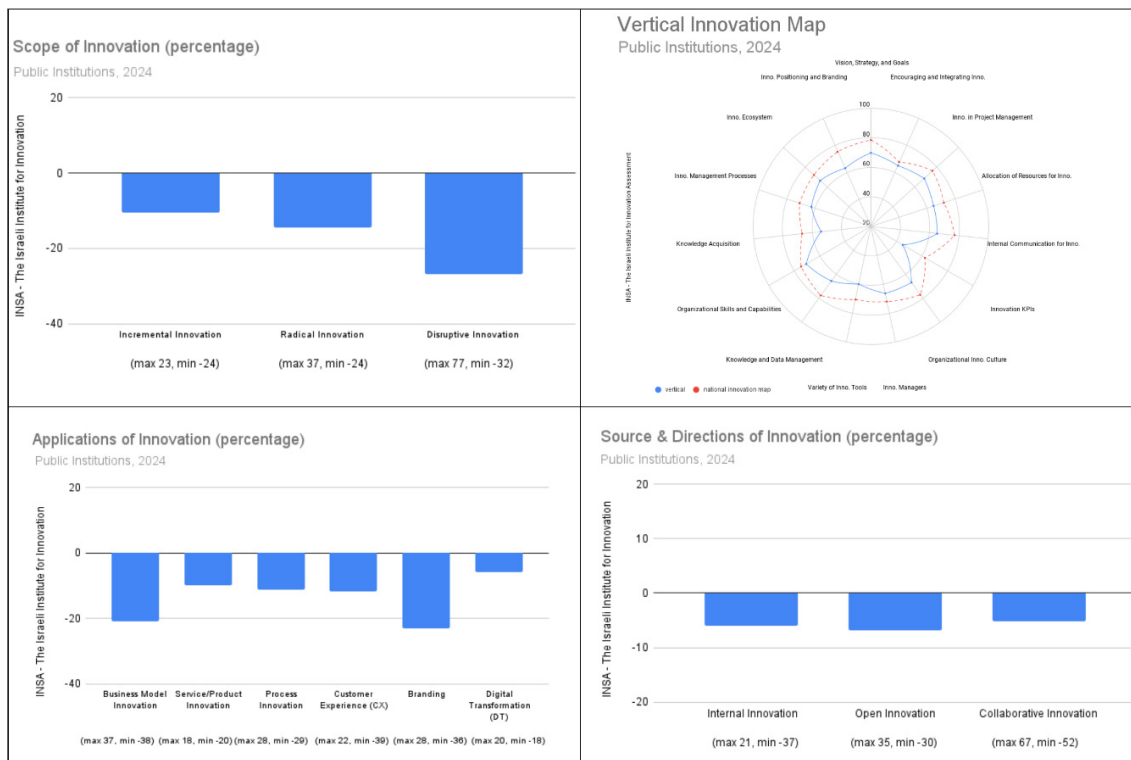 Scope of Innovation (percentage)
Public Institutions, 2024
INSA - The Israeli Institute for Innovation
20
0
-20
-40
Incremental Innovation
Radical Innovation
Disruptive Innovation
(max 23, min -24)
(max 37, min -24)
(max 77, min -32)
Vertical Innovation Map
Public Institutions, 2024
INSA - The Israeli Institute for Innovation Assessment
Vision, Strategy, and Goals
Inno. Positioning and Branding
Encouraging and Integrating Inno.
Inno. Ecosystem
Inno. in Project Management
Inno. Management Processes
Allocation of Resources for Inno.
Knowledge Acquisition
Internal Communication for Inno.
Organizational Skills and Capabilities
Innovation KPIs
Knowledge and Data Management
Organizational Inno. Culture
Variety of Inno. Tools
Inno. Managers
100
80
60
40
20
vertical
national innovation map
Applications of Innovation (percentage)
Public Institutions, 2024
INSA - The Israeli Institute for Innovation
20
0
-20
-40
Business Model Innovation
Service/Product Innovation
Process Innovation
Customer Experience (CX)
Branding
Digital Transformation (DT)
(max 37, min -38)
(max 18, min -20)
(max 28, min -29)
(max 22, min -39)
(max 28, min -36)
(max 20, min -18)
Source & Directions of Innovation (percentage)
Public Institutions, 2024
INSA - The Israeli Institute for Innovation
20
10
0
-10
-20
Internal Innovation
Open Innovation
Collaborative Innovation
(max 21, min -37)
(max 35, min -30)
(max 67, min -52)